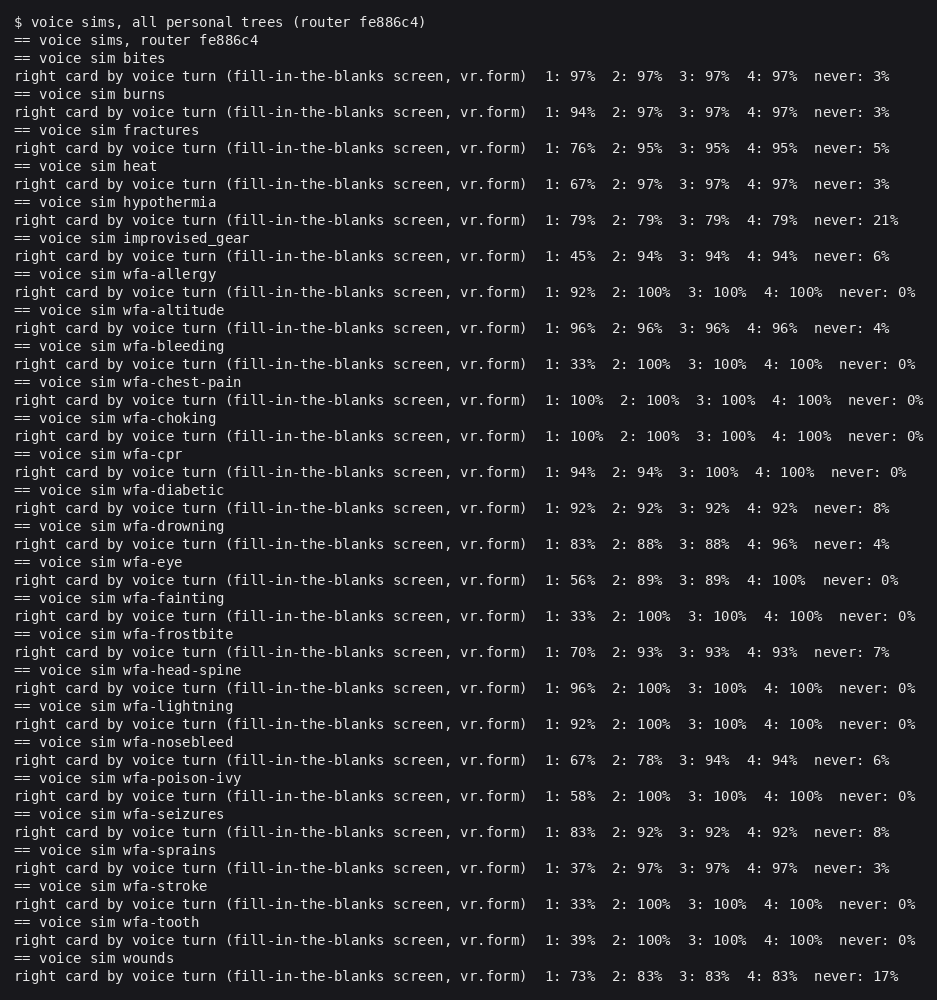 $ voice sims, all personal trees (router fe886c4)
== voice sims, router fe886c4
== voice sim bites
right card by voice turn (fill-in-the-blanks screen, vr.form)  1: 97%  2: 97%  3: 97%  4: 97%  never: 3%
== voice sim burns
right card by voice turn (fill-in-the-blanks screen, vr.form)  1: 94%  2: 97%  3: 97%  4: 97%  never: 3%
== voice sim fractures
right card by voice turn (fill-in-the-blanks screen, vr.form)  1: 76%  2: 95%  3: 95%  4: 95%  never: 5%
== voice sim heat
right card by voice turn (fill-in-the-blanks screen, vr.form)  1: 67%  2: 97%  3: 97%  4: 97%  never: 3%
== voice sim hypothermia
right card by voice turn (fill-in-the-blanks screen, vr.form)  1: 79%  2: 79%  3: 79%  4: 79%  never: 21%
== voice sim improvised_gear
right card by voice turn (fill-in-the-blanks screen, vr.form)  1: 45%  2: 94%  3: 94%  4: 94%  never: 6%
== voice sim wfa-allergy
right card by voice turn (fill-in-the-blanks screen, vr.form)  1: 92%  2: 100%  3: 100%  4: 100%  never: 0%
== voice sim wfa-altitude
right card by voice turn (fill-in-the-blanks screen, vr.form)  1: 96%  2: 96%  3: 96%  4: 96%  never: 4%
== voice sim wfa-bleeding
right card by voice turn (fill-in-the-blanks screen, vr.form)  1: 33%  2: 100%  3: 100%  4: 100%  never: 0%
== voice sim wfa-chest-pain
right card by voice turn (fill-in-the-blanks screen, vr.form)  1: 100%  2: 100%  3: 100%  4: 100%  never: 0%
== voice sim wfa-choking
right card by voice turn (fill-in-the-blanks screen, vr.form)  1: 100%  2: 100%  3: 100%  4: 100%  never: 0%
== voice sim wfa-cpr
right card by voice turn (fill-in-the-blanks screen, vr.form)  1: 94%  2: 94%  3: 100%  4: 100%  never: 0%
== voice sim wfa-diabetic
right card by voice turn (fill-in-the-blanks screen, vr.form)  1: 92%  2: 92%  3: 92%  4: 92%  never: 8%
== voice sim wfa-drowning
right card by voice turn (fill-in-the-blanks screen, vr.form)  1: 83%  2: 88%  3: 88%  4: 96%  never: 4%
== voice sim wfa-eye
right card by voice turn (fill-in-the-blanks screen, vr.form)  1: 56%  2: 89%  3: 89%  4: 100%  never: 0%
== voice sim wfa-fainting
right card by voice turn (fill-in-the-blanks screen, vr.form)  1: 33%  2: 100%  3: 100%  4: 100%  never: 0%
== voice sim wfa-frostbite
right card by voice turn (fill-in-the-blanks screen, vr.form)  1: 70%  2: 93%  3: 93%  4: 93%  never: 7%
== voice sim wfa-head-spine
right card by voice turn (fill-in-the-blanks screen, vr.form)  1: 96%  2: 100%  3: 100%  4: 100%  never: 0%
== voice sim wfa-lightning
right card by voice turn (fill-in-the-blanks screen, vr.form)  1: 92%  2: 100%  3: 100%  4: 100%  never: 0%
== voice sim wfa-nosebleed
right card by voice turn (fill-in-the-blanks screen, vr.form)  1: 67%  2: 78%  3: 94%  4: 94%  never: 6%
== voice sim wfa-poison-ivy
right card by voice turn (fill-in-the-blanks screen, vr.form)  1: 58%  2: 100%  3: 100%  4: 100%  never: 0%
== voice sim wfa-seizures
right card by voice turn (fill-in-the-blanks screen, vr.form)  1: 83%  2: 92%  3: 92%  4: 92%  never: 8%
== voice sim wfa-sprains
right card by voice turn (fill-in-the-blanks screen, vr.form)  1: 37%  2: 97%  3: 97%  4: 97%  never: 3%
== voice sim wfa-stroke
right card by voice turn (fill-in-the-blanks screen, vr.form)  1: 33%  2: 100%  3: 100%  4: 100%  never: 0%
== voice sim wfa-tooth
right card by voice turn (fill-in-the-blanks screen, vr.form)  1: 39%  2: 100%  3: 100%  4: 100%  never: 0%
== voice sim wounds
right card by voice turn (fill-in-the-blanks screen, vr.form)  1: 73%  2: 83%  3: 83%  4: 83%  never: 17%